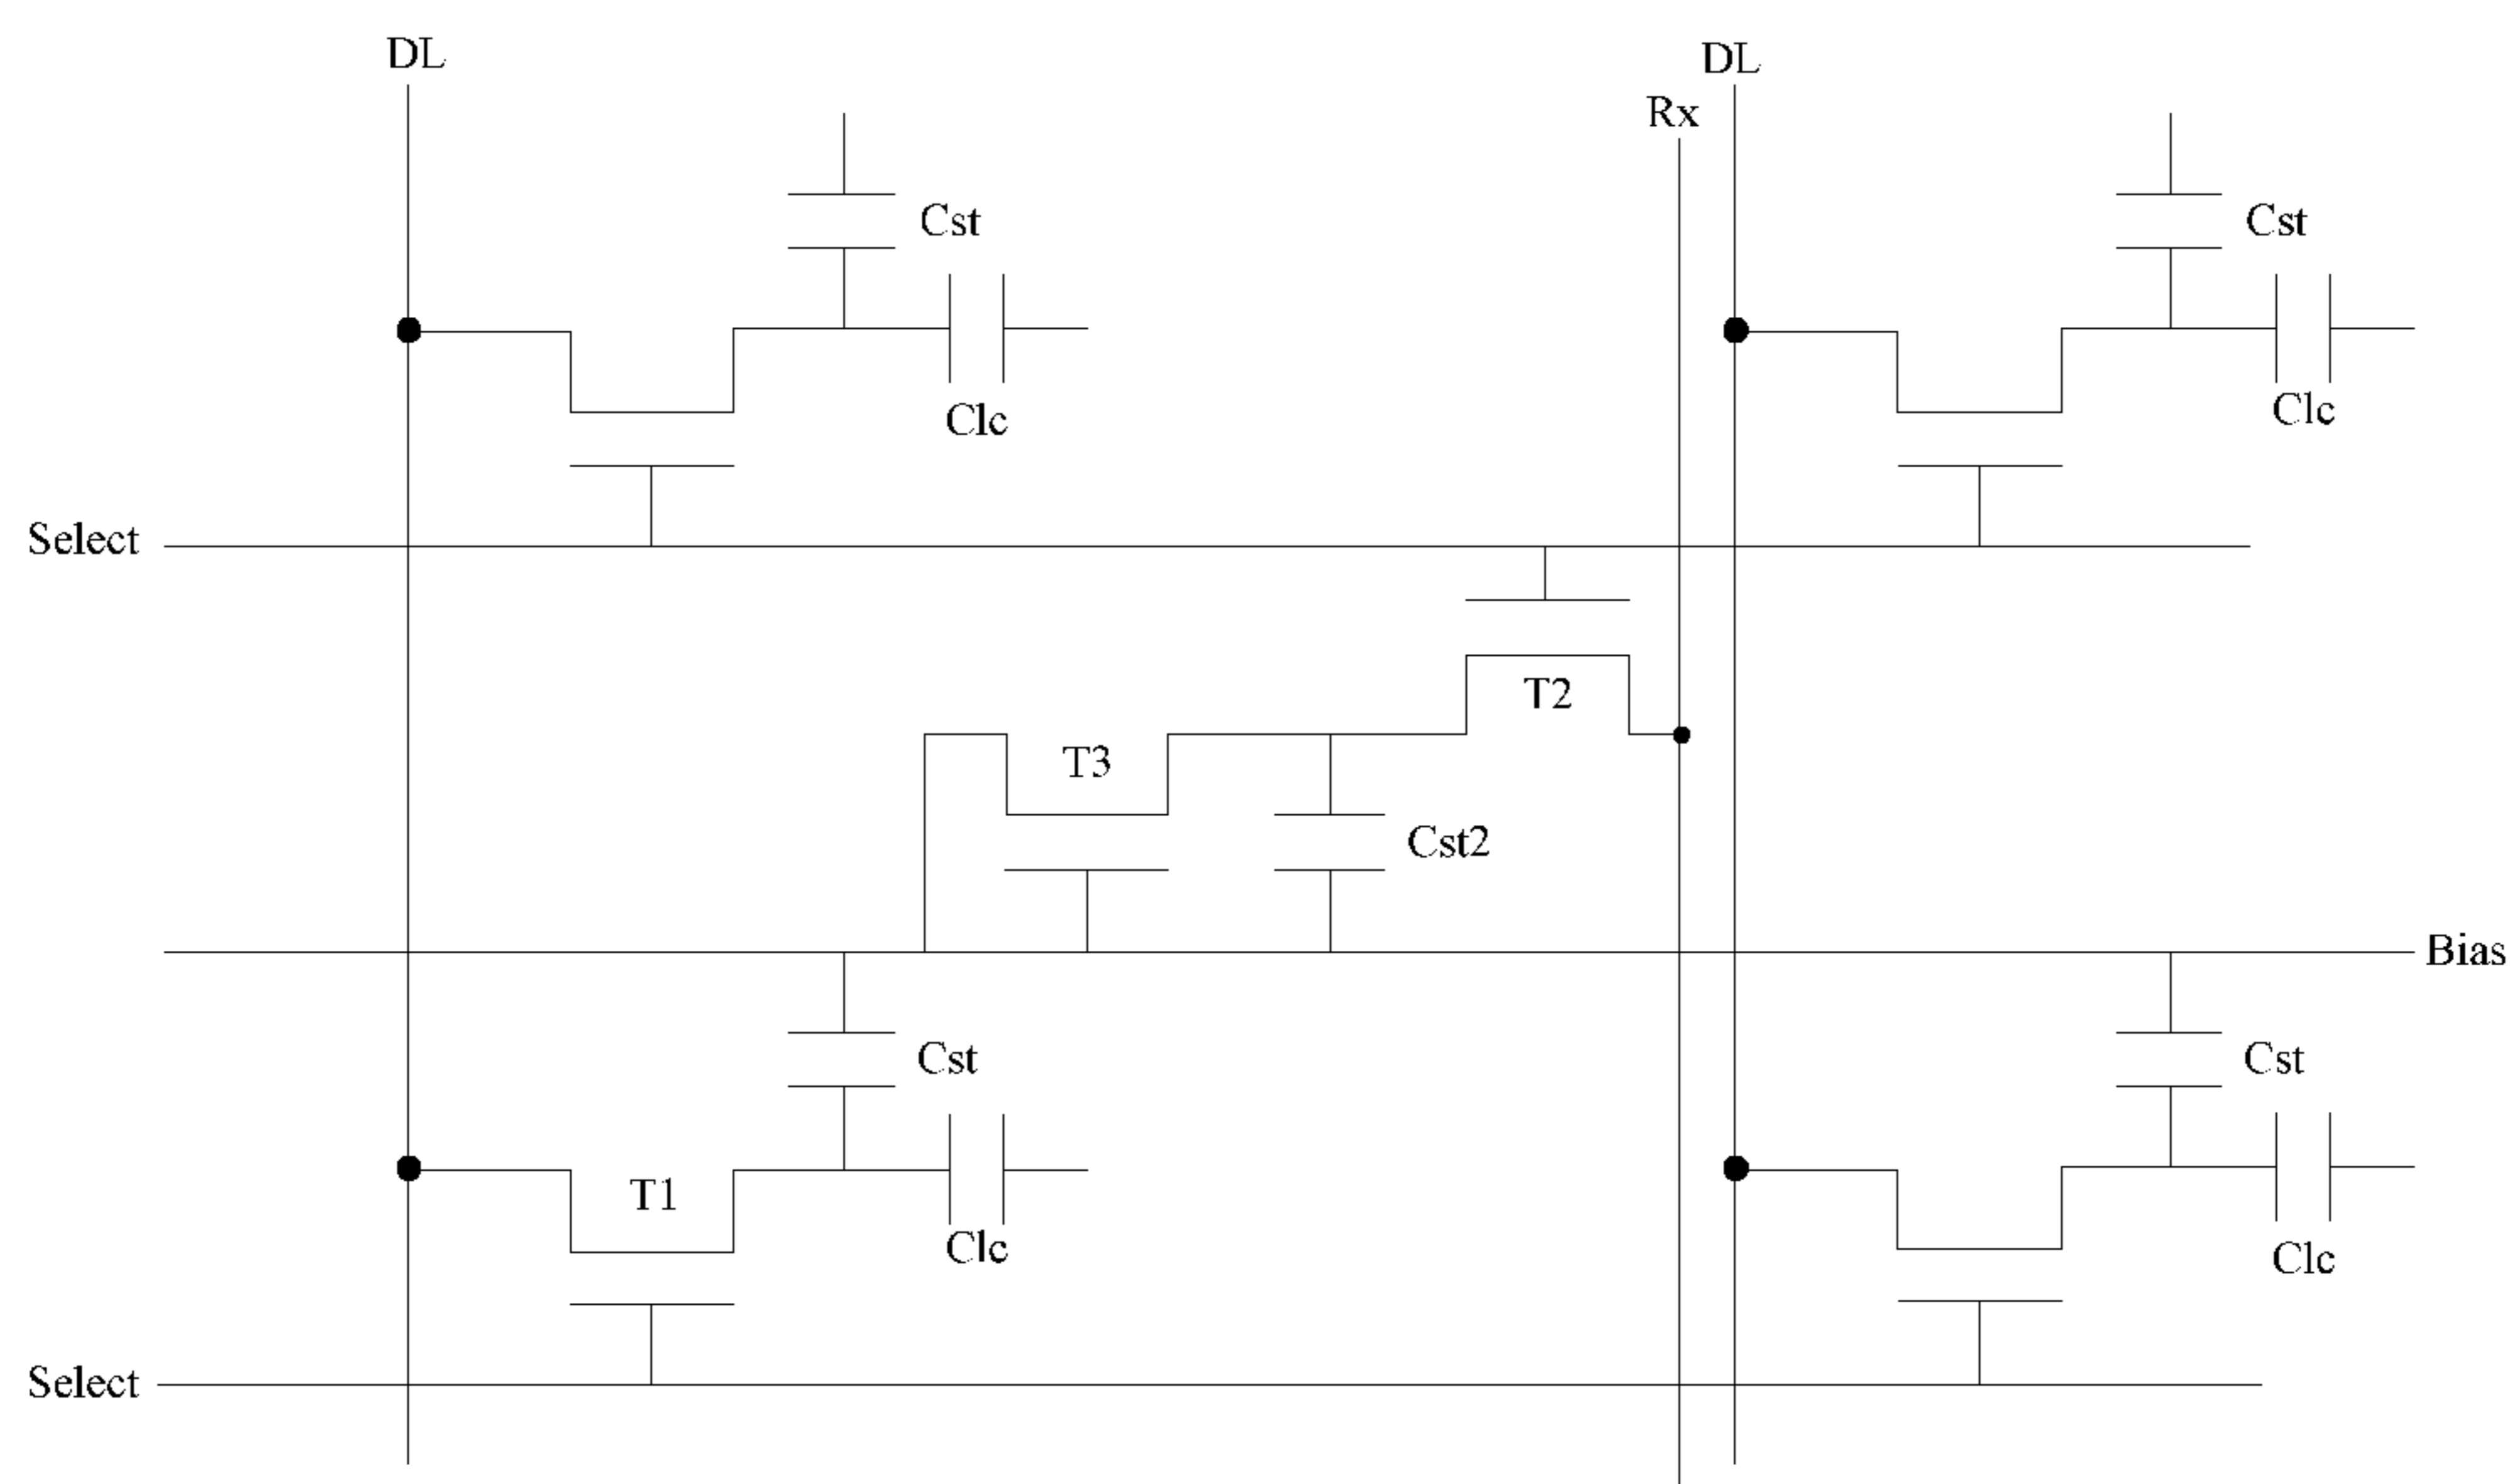 DL
DL
Rx
Cst
Cst
Clc
Clc
Select
T2
T3
Cst2
Bias
Cst
Cst
T1
Clc
Clc
Select